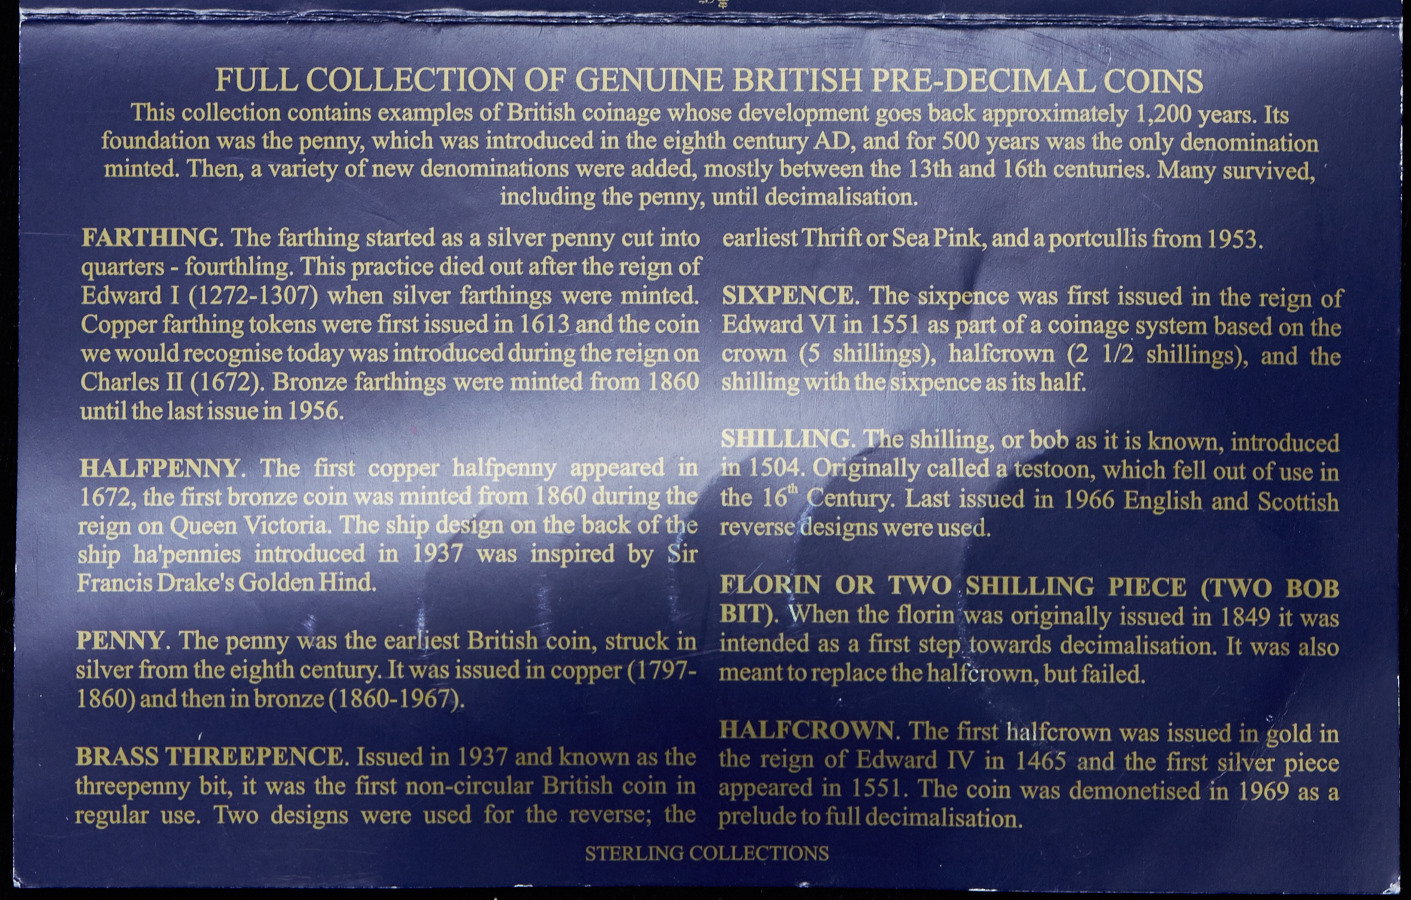 FULL COLLECTION OF GENUINE BRITISH PRE-DECIMAL COINS
This collection contains examples of British coinage whose development goes back approximately 1,200 years. Its
foundation was the penny, which was introduced in the eighth century AD, and for 500 years was the only denomination
minted. Then, a variety of new denominations were added, mostly between the 13th and 16th centuries. Many survived,
including the penny, until decimalisation.
FARTHING. The farthing started as a silver penny cut into
quarters - fourthling. This practice died out after the reign of
Edward I (1272-1307) when silver farthings were minted.
Copper farthing tokens were first issued in 1613 and the coin
we would recognise today was introduced during the reign on
Charles II (1672). Bronze farthings were minted from 1860
until the last issue in 1956.
HALFPENNY. The first copper halfpenny appeared in
1672, the first bronze coin was minted from 1860 during the
reign on Queen Victoria. The ship design on the back of the
ship ha'pennies introduced in 1937 was inspired by Sir
Francis Drake's Golden Hind.
PENNY. The penny was the earliest British coin, struck in
silver from the eighth century. It was issued in copper (1797-
1860) and then in bronze (1860-1967).
BRASS THREEPENCE. Issued in 1937 and known as the
threepenny bit, it was the first non-circular British coin in
regular use. Two designs were used for the reverse; the
earliest Thrift or Sea Pink, and a portcullis from 1953.
SIXPENCE. The sixpence was first issued in the reign of
Edward VI in 1551 as part of a coinage system based on the
crown (5 shillings), halfcrown (2 1/2 shillings), and the
shilling with the sixpence as its half.
SHILLING. The shilling, or bob as it is known, introduced
in 1504. Originally called a testoon, which fell out of use in
the 16th Century. Last issued in 1966 English and Scottish
reverse designs were used.
FLORIN OR TWO SHILLING PIECE (TWO BOB
BIT). When the florin was originally issued in 1849 it was
intended as a first step towards decimalisation. It was also
meant to replace the halfcrown, but failed.
HALFCROWN. The first halfcrown was issued in gold in
the reign of Edward IV in 1465 and the first silver piece
appeared in 1551. The coin was demonetised in 1969 as a
prelude to full decimalisation.
STERLING COLLECTIONS